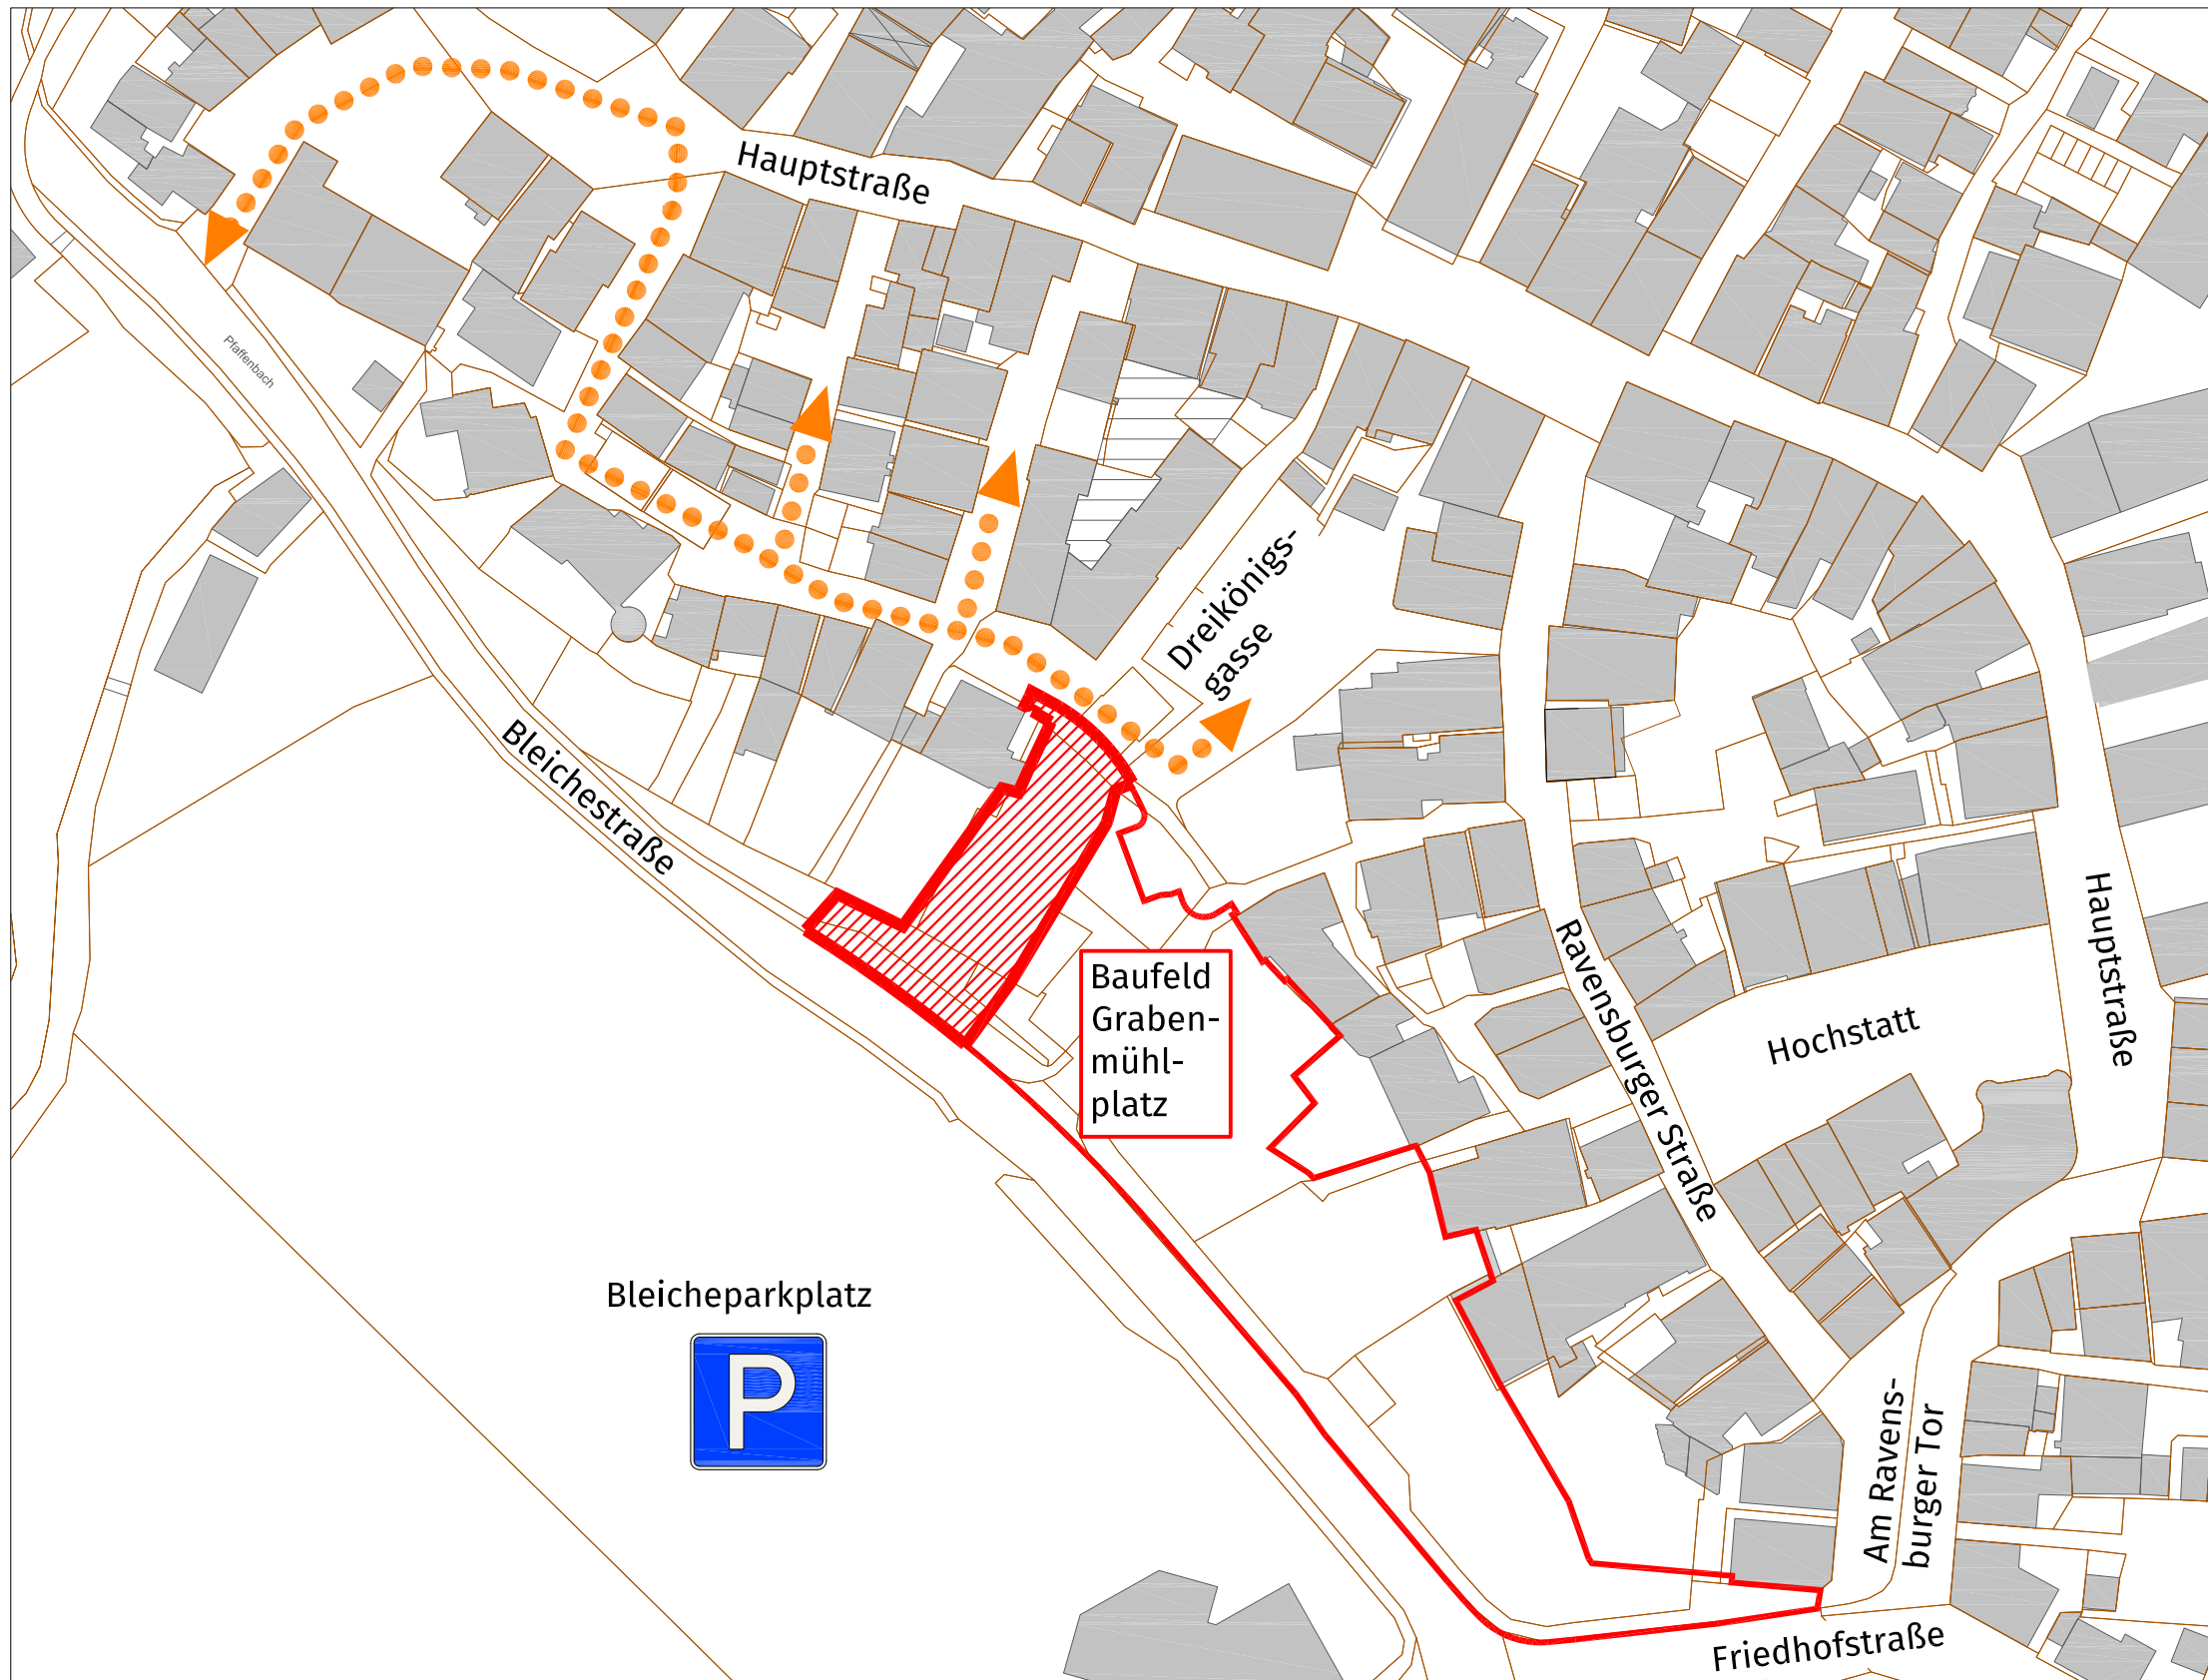 Hauptstraße
Pfaffenbach
Dreikönigs-
gasse
Bleichestraße
Baufeld
Graben-
mühl-
platz
Ravensburger Straße
Hauptstraße
Hochstatt
Bleicheparkplatz
P
Am Ravens-
burger Tor
Friedhofstraße